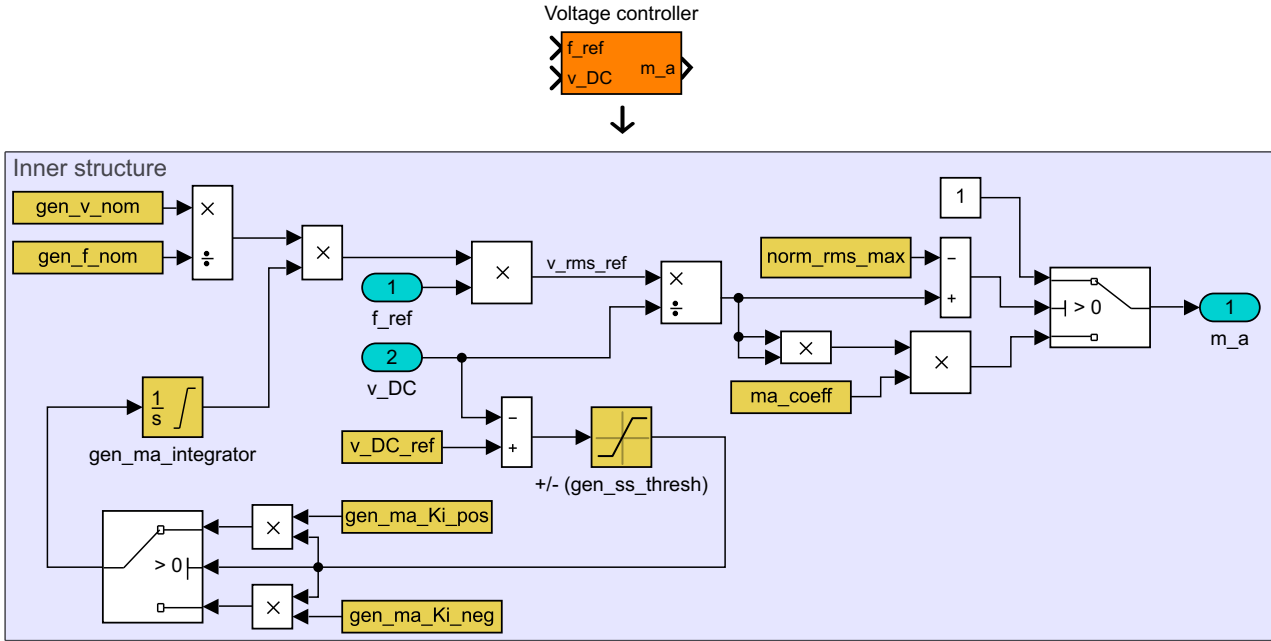 Voltage controller
f_ref
v_DC
m_a
Inner structure
gen_v_nom
gen_f_nom
×
÷
×
1
f_ref
2
v_DC
×
v_rms_ref
×
÷
norm_rms_max
−
+
1
> 0
1
m_a
×
×
ma_coeff
1
s
gen_ma_integrator
v_DC_ref
−
+
+/- (gen_ss_thresh)
gen_ma_Ki_pos
×
> 0
×
gen_ma_Ki_neg